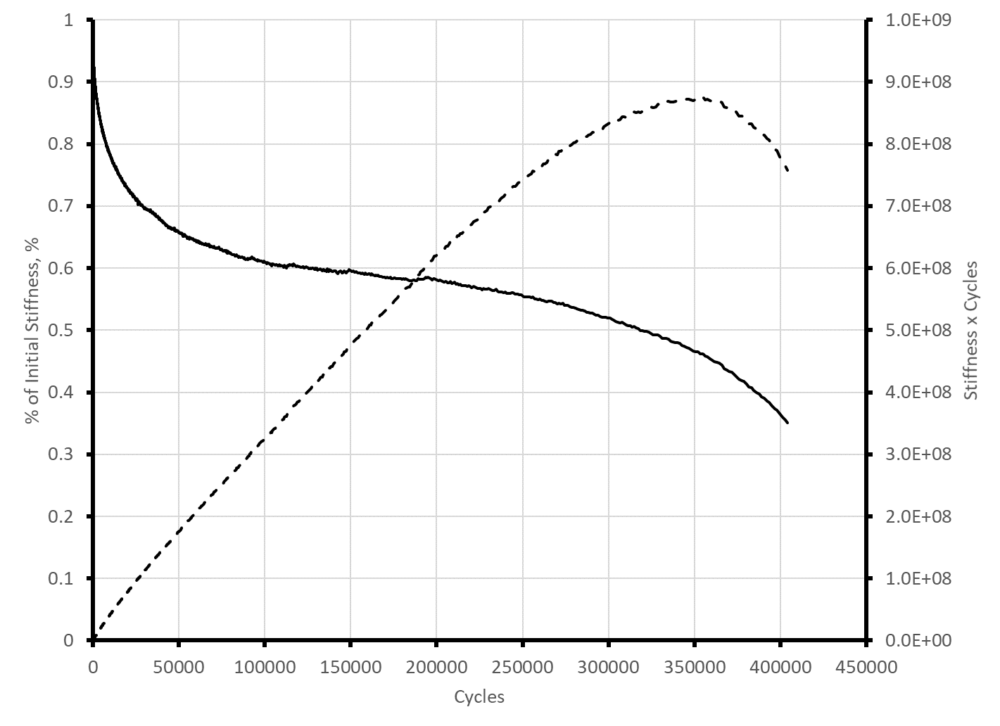 1
0.9
0.8
0.7
0.6
0.5
0.4
0.3
0.2
0.1
0
% of Initial Stiffness, %
1.0E+09
9.0E+08
8.0E+08
7.0E+08
6.0E+08
5.0E+08
4.0E+08
3.0E+08
2.0E+08
1.0E+08
0.0E+00
Stiffness x Cycles
0 50000 100000 150000 200000 250000 300000 350000 400000 450000
Cycles